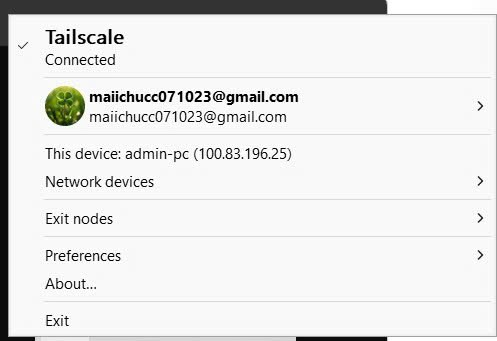 Tailscale
Connected
maiichucc071023@gmail.com
maiichucc071023@gmail.com
This device: admin-pc (100.83.196.25)
Network devices
Exit nodes
Preferences
About...
Exit